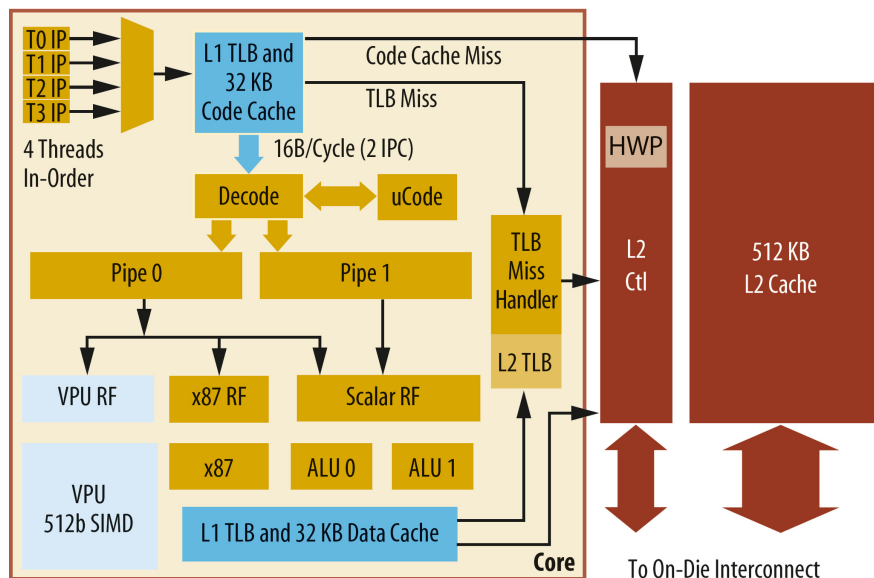 T0 IP
T1 IP
T2 IP
T3 IP
4 Threads
In-Order
L1 TLB and
32 KB
Code Cache
Code Cache Miss
TLB Miss
16B/Cycle (2 IPC)
Decode
uCode
Pipe 0
Pipe 1
TLB
Miss
Handler
L2 TLB
HWP
L2
Ctl
512 KB
L2 Cache
VPU RF
x87 RF
Scalar RF
VPU
512b SIMD
x87
ALU 0
ALU 1
L1 TLB and 32 KB Data Cache
Core
To On-Die Interconnect